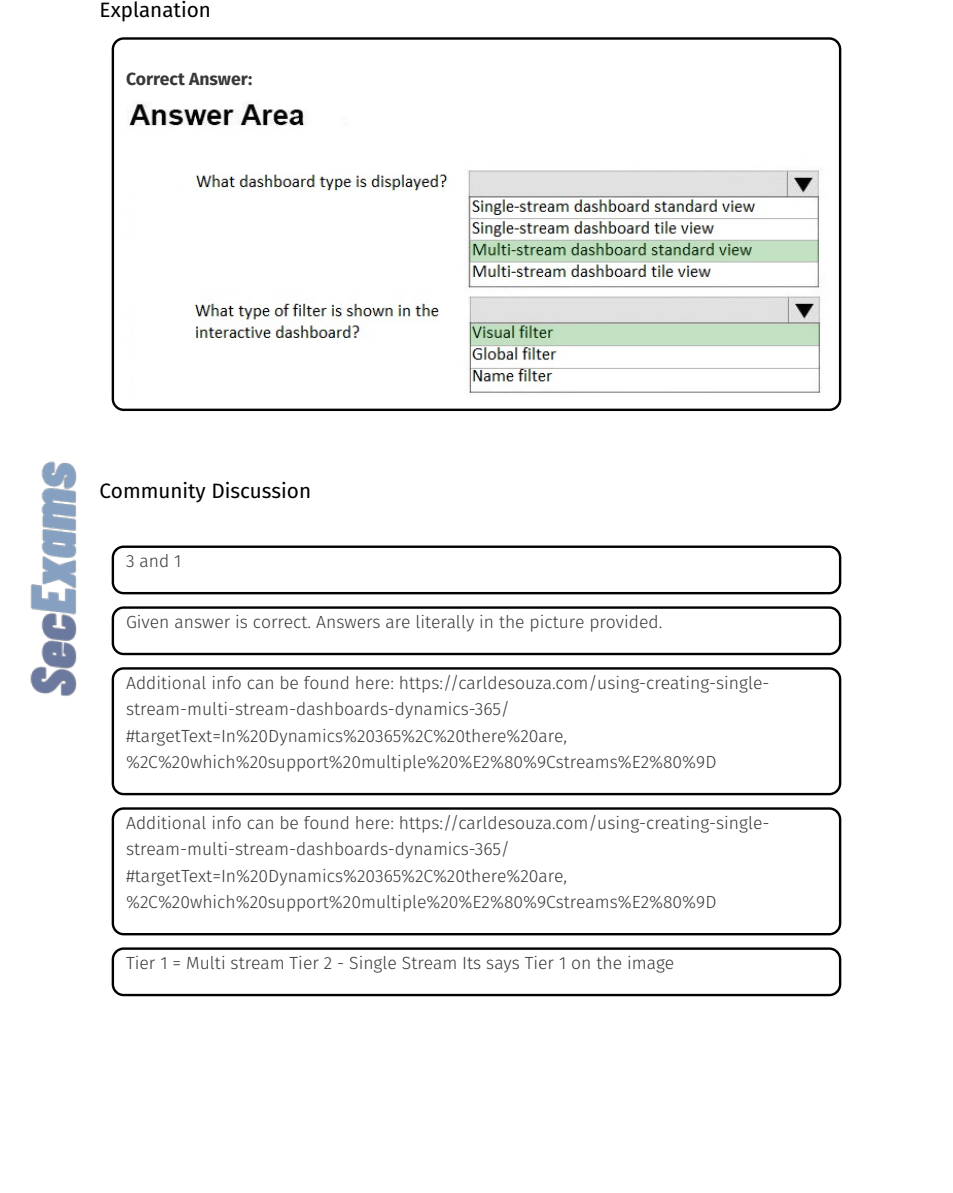 Explanation
Correct Answer:
Answer Area
What dashboard type is displayed?
Single-stream dashboard standard view
Single-stream dashboard tile view
Multi-stream dashboard standard view
Multi-stream dashboard tile view
What type of filter is shown in the
interactive dashboard?
Visual filter
Global filter
Name filter
SecExams
Community Discussion
3 and 1
Given answer is correct. Answers are literally in the picture provided.
Additional info can be found here: https://carldesouza.com/using-creating-single-
stream-multi-stream-dashboards-dynamics-365/
#targetText=In%20Dynamics%20365%2C%20there%20are,
%2C%20which%20support%20multiple%20%E2%80%9Cstreams%E2%80%9D
Additional info can be found here: https://carldesouza.com/using-creating-single-
stream-multi-stream-dashboards-dynamics-365/
#targetText=In%20Dynamics%20365%2C%20there%20are,
%2C%20which%20support%20multiple%20%E2%80%9Cstreams%E2%80%9D
Tier 1 = Multi stream Tier 2 - Single Stream Its says Tier 1 on the image